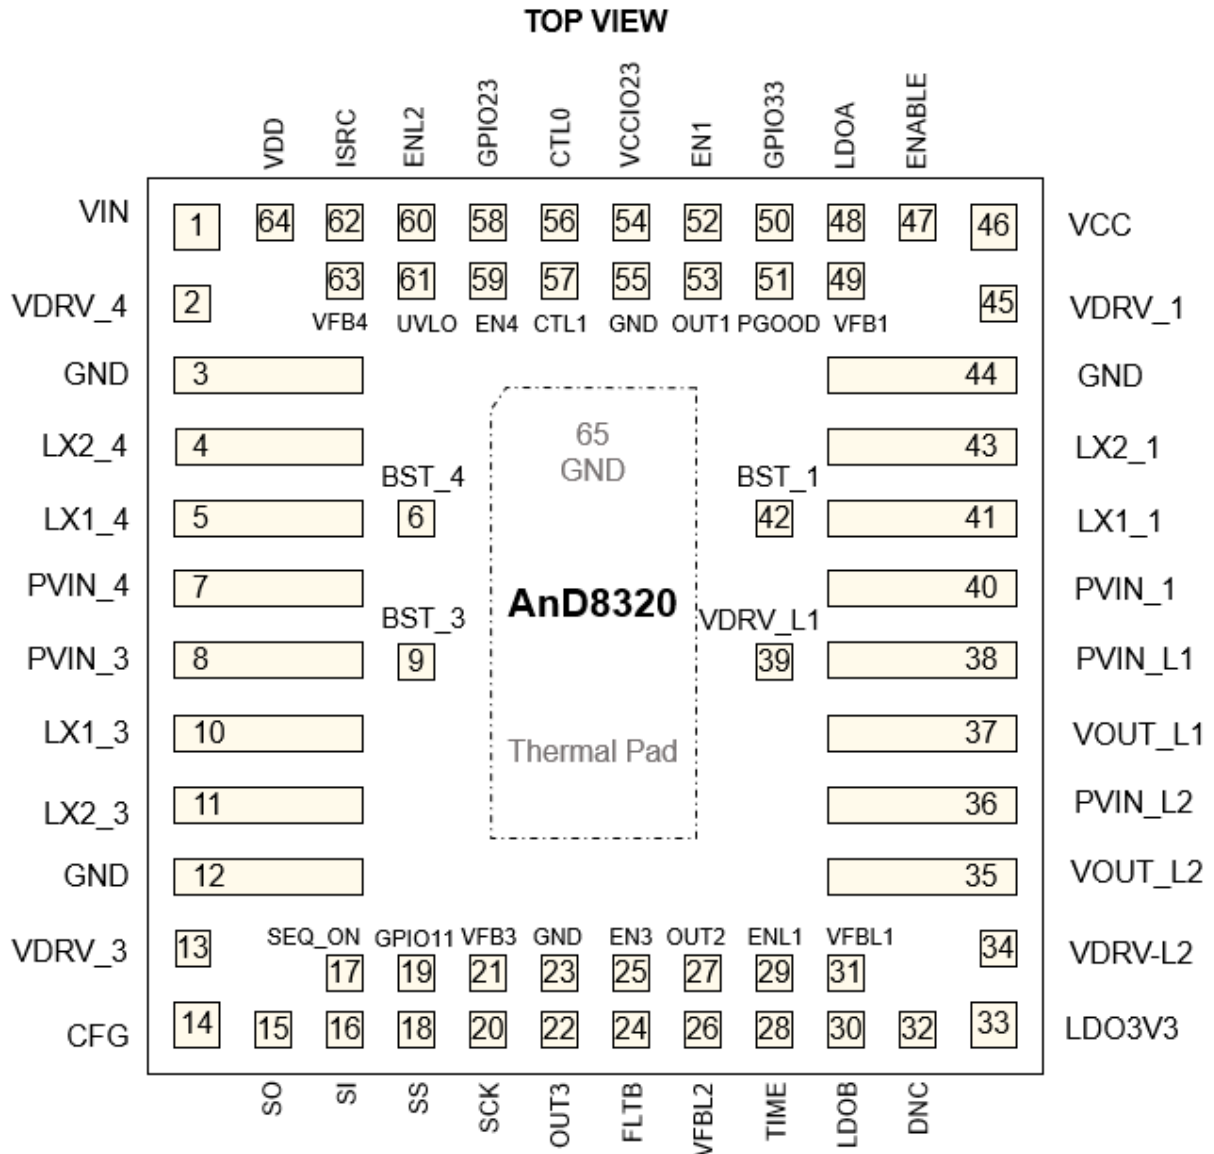 TOP VIEW
VDD ISRC ENL2 GPIO23 CTL0 VCCIO23 EN1 GPIO33 LDOA ENABLE
VIN 1 64 62 60 58 56 54 52 50 48 47 46 VCC
63 61 59 57 55 53 51 49
VDRV_4 2 45 VDRV_1
VFB4 UVLO EN4 CTL1 GND OUT1 PGOOD VFB1
GND 3 44 GND
65
LX2_4 4 43 LX2_1
GND
BST_4 BST_1
LX1_4 5 6 42 41 LX1_1
PVIN_4 7 40 PVIN_1
AnD8320
BST_3 VDRV_L1
PVIN_3 8 9 39 38 PVIN_L1
LX1_3 10 37 VOUT_L1
Thermal Pad
LX2_3 11 36 PVIN_L2
GND 12 35 VOUT_L2
SEQ_ON GPIO11 VFB3 GND EN3 OUT2 ENL1 VFBL1
VDRV_3 13 34 VDRV-L2
17 19 21 23 25 27 29 31
CFG 14 15 16 18 20 22 24 26 28 30 32 33 LDO3V3
SO SI SS SCK OUT3 FLTB VFBL2 TIME LDOB DNC